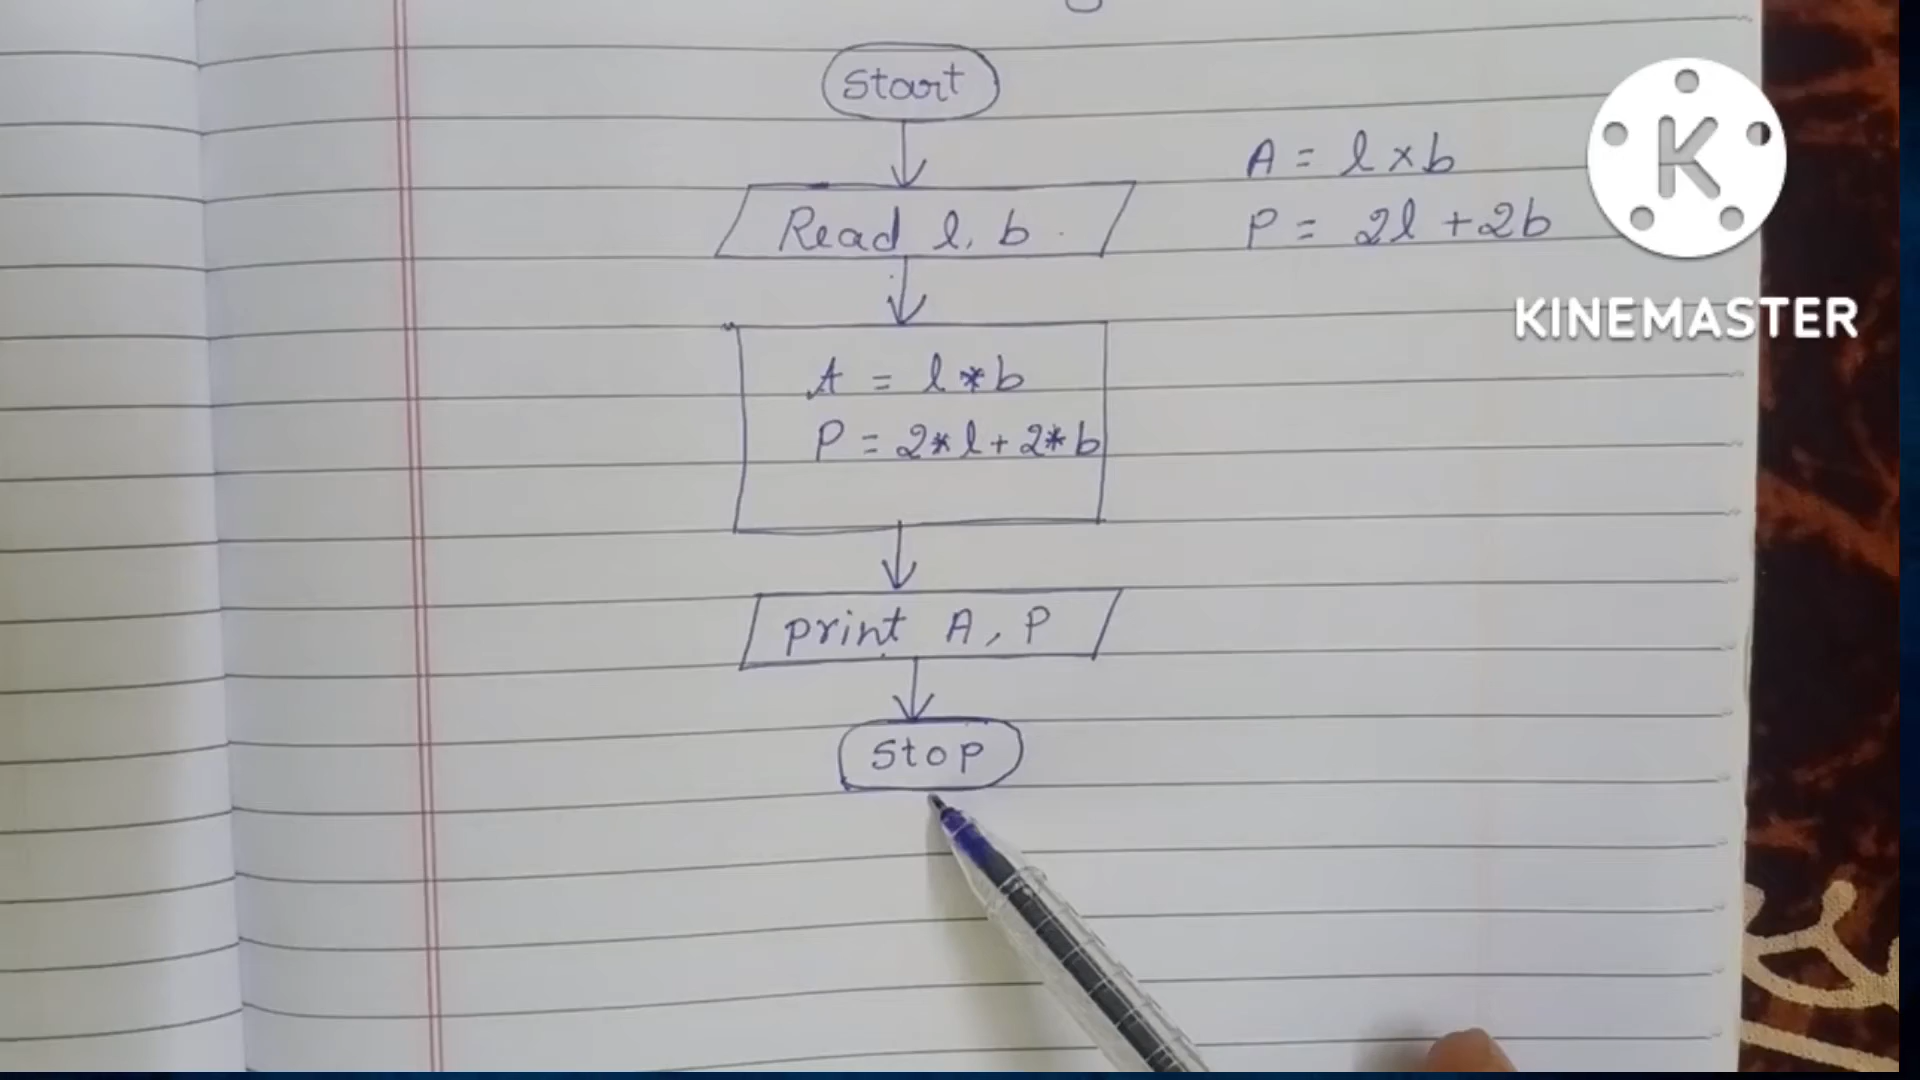 Start
Read l, b
A = l × b
P = 2l + 2b
A = l * b
P = 2 * l + 2 * b
print A, P
Stop
K
KINEMASTER